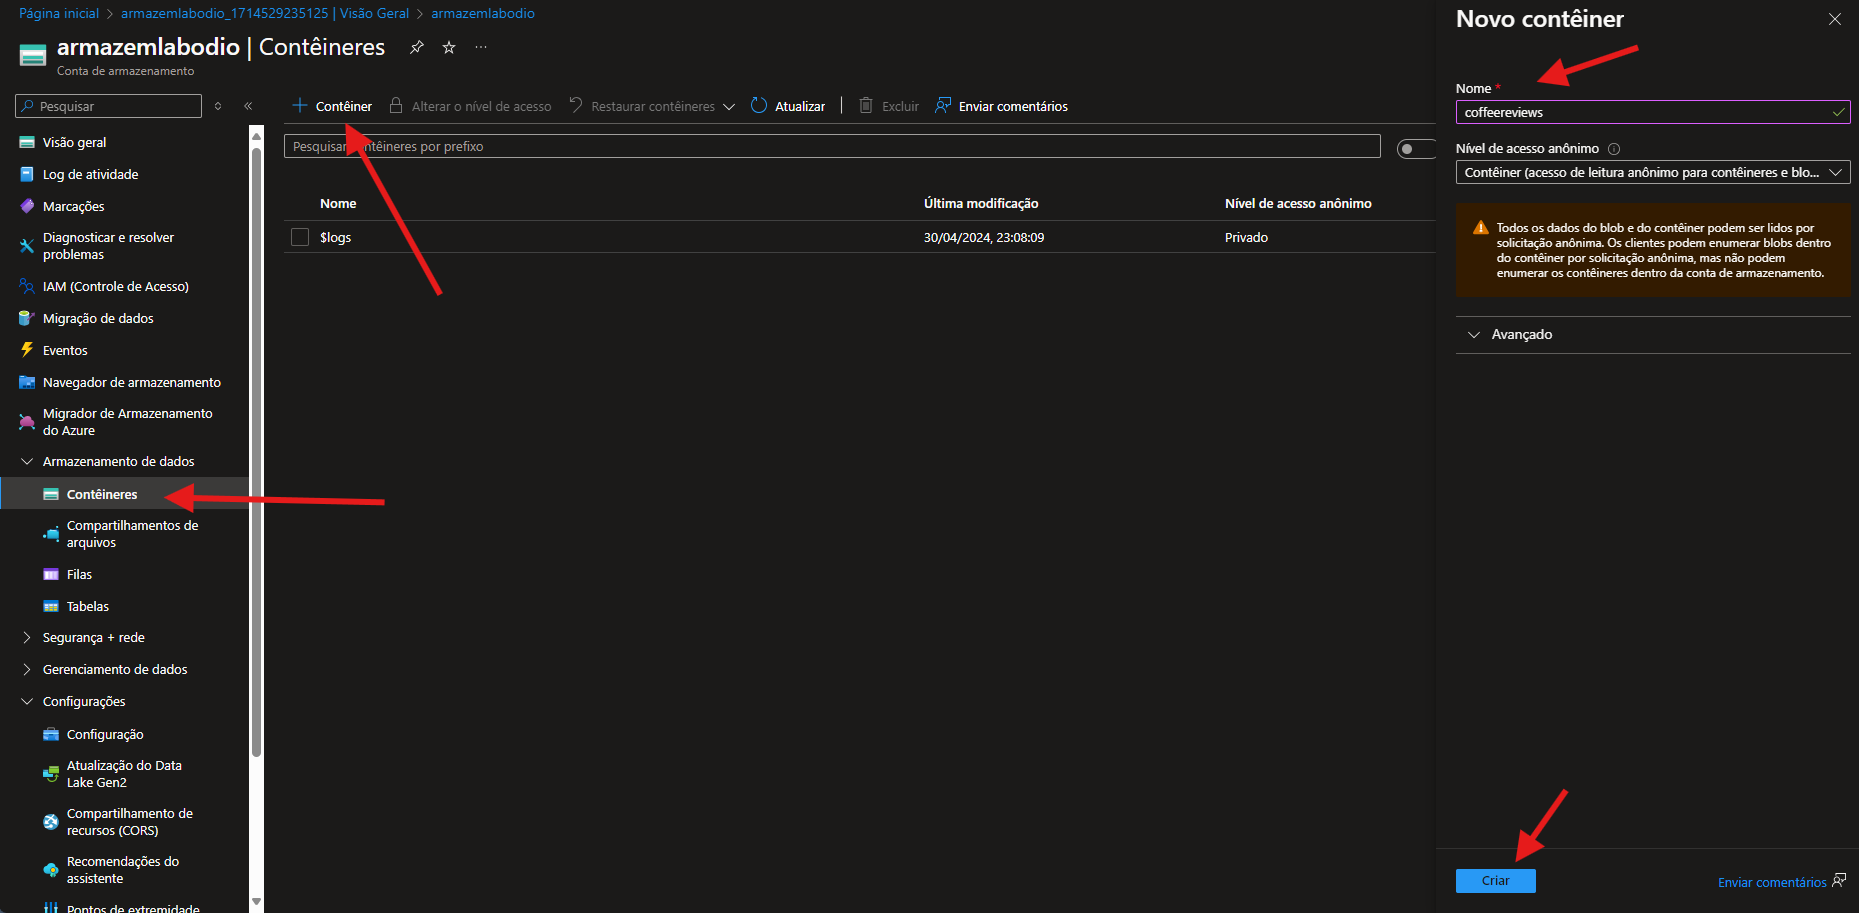 Página inicial > armazemlabodio_1714529235125 | Visão Geral > armazemlabodio
armazemlabodio | Contêineres
Conta de armazenamento
Pesquisar
Visão geral
Log de atividade
Marcações
Diagnosticar e resolver
problemas
IAM (Controle de Acesso)
Migração de dados
Eventos
Navegador de armazenamento
Migrador de Armazenamento
do Azure
Armazenamento de dados
Contêineres
Compartilhamentos de
arquivos
Filas
Tabelas
Segurança + rede
Gerenciamento de dados
Configurações
Configuração
Atualização do Data
Lake Gen2
Compartilhamento de
recursos (CORS)
Recomendações do
assistente
Pontos de extremidade
Contêiner Alterar o nível de acesso Restaurar contêineres Atualizar Excluir Enviar comentários
Pesquisar contêineres por prefixo
Nome Última modificação Nível de acesso anônimo
$logs 30/04/2024, 23:08:09 Privado
Novo contêiner
Nome *
coffeereviews
Nível de acesso anônimo
Contêiner (acesso de leitura anônimo para contêineres e blo...
Todos os dados do blob e do contêiner podem ser lidos por
solicitação anônima. Os clientes podem enumerar blobs dentro
do contêiner por solicitação anônima, mas não podem
enumerar os contêineres dentro da conta de armazenamento.
Avançado
Criar
Enviar comentários